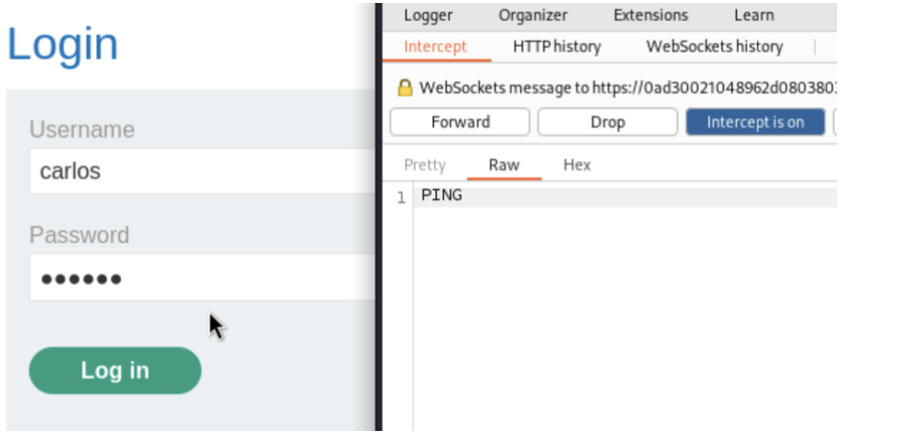 Login
Username
carlos
Password
••••••
Log in
Logger Organizer Extensions Learn
Intercept HTTP history WebSockets history
WebSockets message to https://0ad30021048962d080380
Forward Drop Intercept is on
Pretty Raw Hex
1 PING